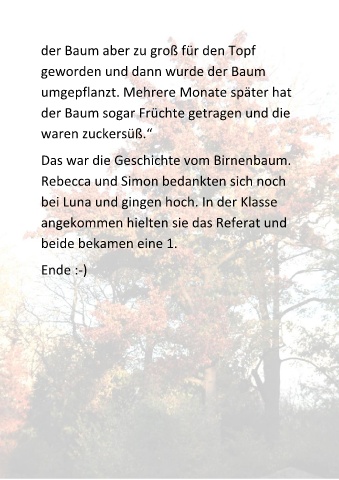 der Baum aber zu groß für den Topf
geworden und dann wurde der Baum
umgepflanzt. Mehrere Monate später hat
der Baum sogar Früchte getragen und die
waren zuckersüß.“
Das war die Geschichte vom Birnenbaum.
Rebecca und Simon bedankten sich noch
bei Luna und gingen hoch. In der Klasse
angekommen hielten sie das Referat und
beide bekamen eine 1.
Ende :-)